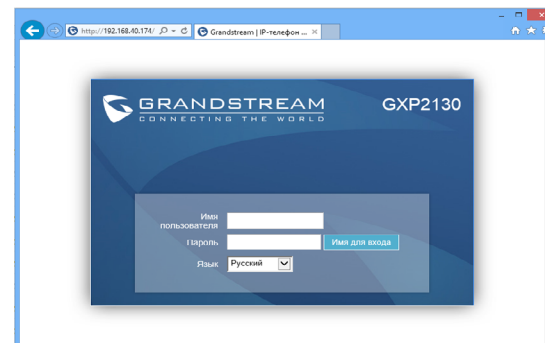 http://192.168.40.174/
Grandstream | IP-телефон ...
GRANDSTREAM
CONNECTING THE WORLD
GXP2130
Имя
пользователя
Пароль
Имя для входа
Язык
Русский